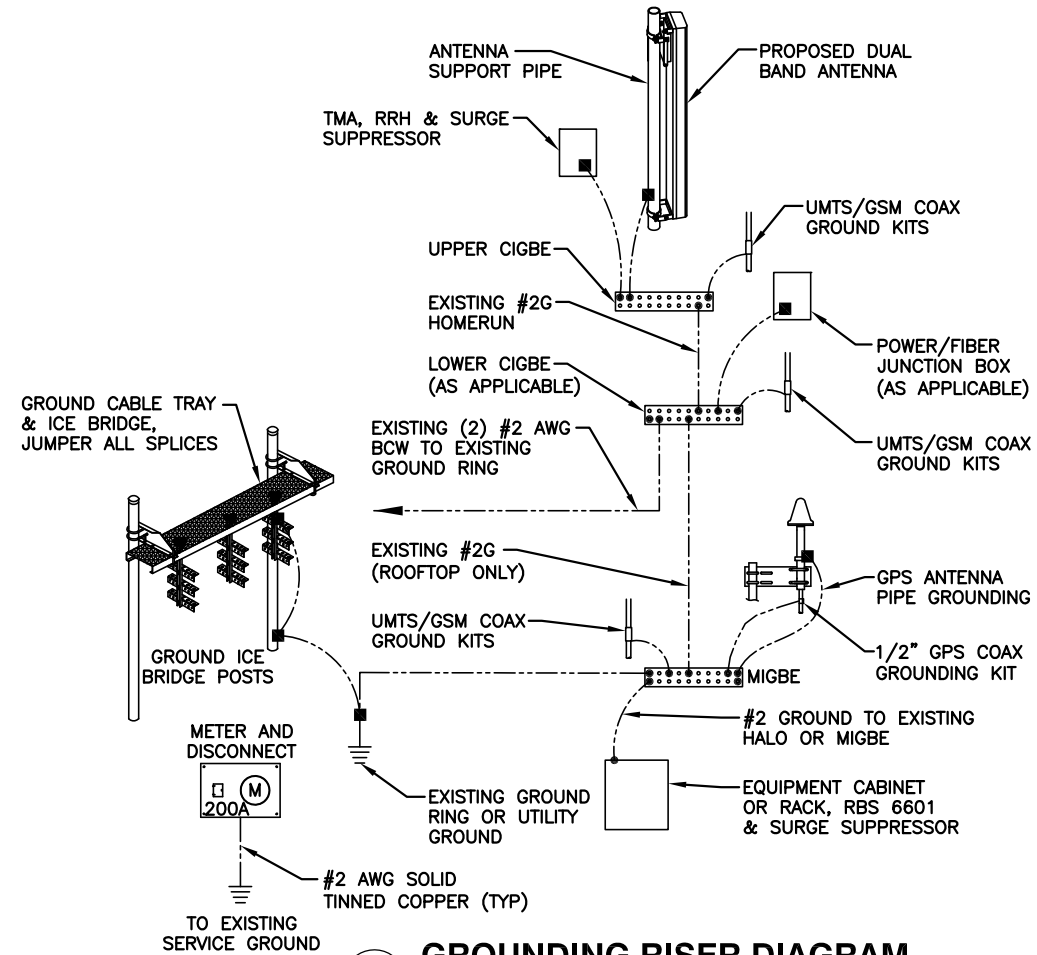 ANTENNA
SUPPORT PIPE
PROPOSED DUAL
BAND ANTENNA
TMA, RRH & SURGE
SUPPRESSOR
UMTS/GSM COAX
GROUND KITS
UPPER CIGBE
EXISTING #2G
HOMERUN
POWER/FIBER
JUNCTION BOX
(AS APPLICABLE)
LOWER CIGBE
(AS APPLICABLE)
GROUND CABLE TRAY
& ICE BRIDGE,
JUMPER ALL SPLICES
EXISTING (2) #2 AWG
BCW TO EXISTING
GROUND RING
UMTS/GSM COAX
GROUND KITS
EXISTING #2G
(ROOFTOP ONLY)
GPS ANTENNA
PIPE GROUNDING
UMTS/GSM COAX
GROUND KITS
1/2" GPS COAX
GROUNDING KIT
GROUND ICE
BRIDGE POSTS
MIGBE
#2 GROUND TO EXISTING
HALO OR MIGBE
METER AND
DISCONNECT
M
200A
EXISTING GROUND
RING OR UTILITY
GROUND
EQUIPMENT CABINET
OR RACK, RBS 6601
& SURGE SUPPRESSOR
#2 AWG SOLID
TINNED COPPER (TYP)
TO EXISTING
SERVICE GROUND
GROUNDING RISER DIAGRAM